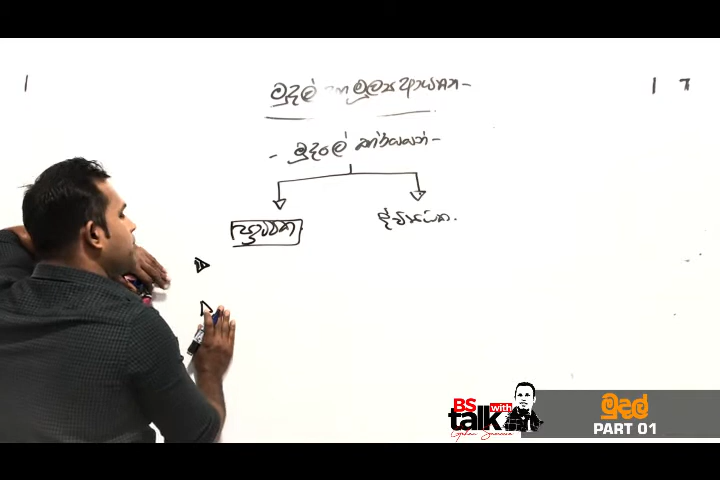 මුදල් හා මුල්‍ය ආයතන -
- මුදලේ කාර්යයන් -
ප්‍රාථමික
ද්විතියික.
BS
with
talk
මුදල්
PART 01